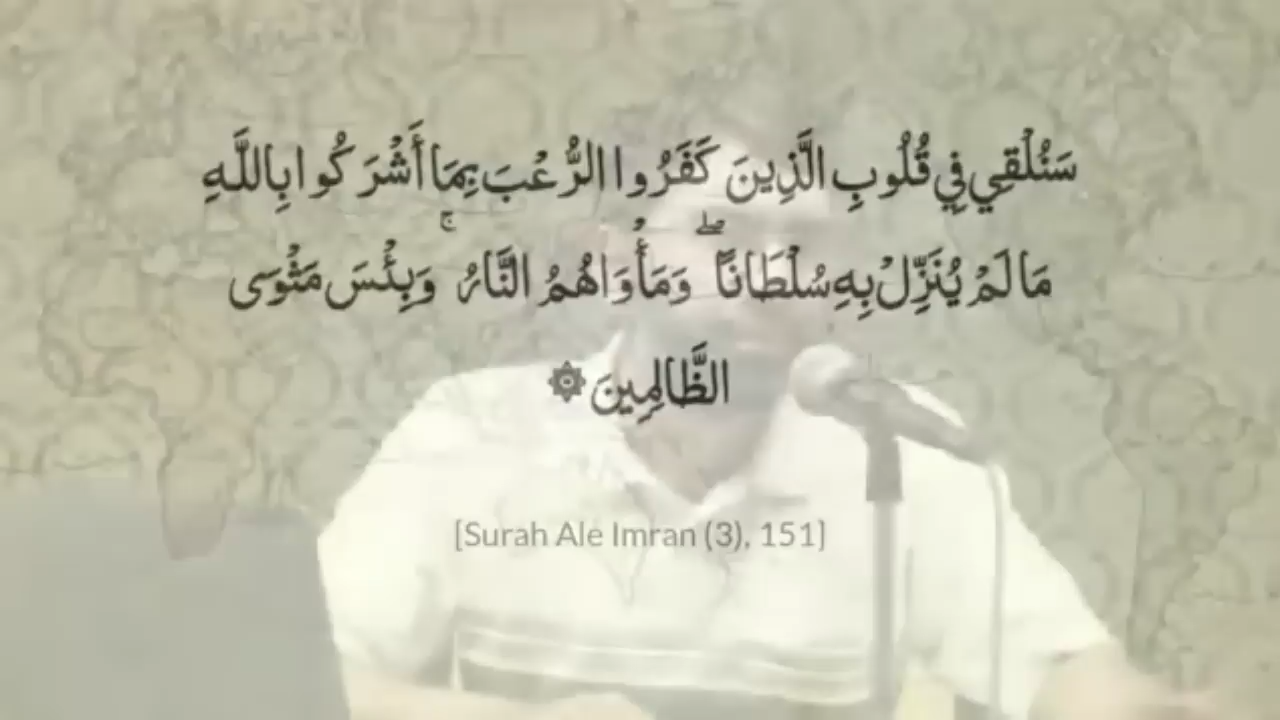 سَنُلْقِي فِي قُلُوبِ الَّذِينَ كَفَرُوا الرُّعْبَ بِمَا أَشْرَكُوا بِاللَّهِ
مَا لَمْ يُنَزِّلْ بِهِ سُلْطَانًا ۖ وَمَأْوَاهُمُ النَّارُ ۚ وَبِئْسَ مَثْوَى
الظَّالِمِينَ ۞
[Surah Ale Imran (3), 151]